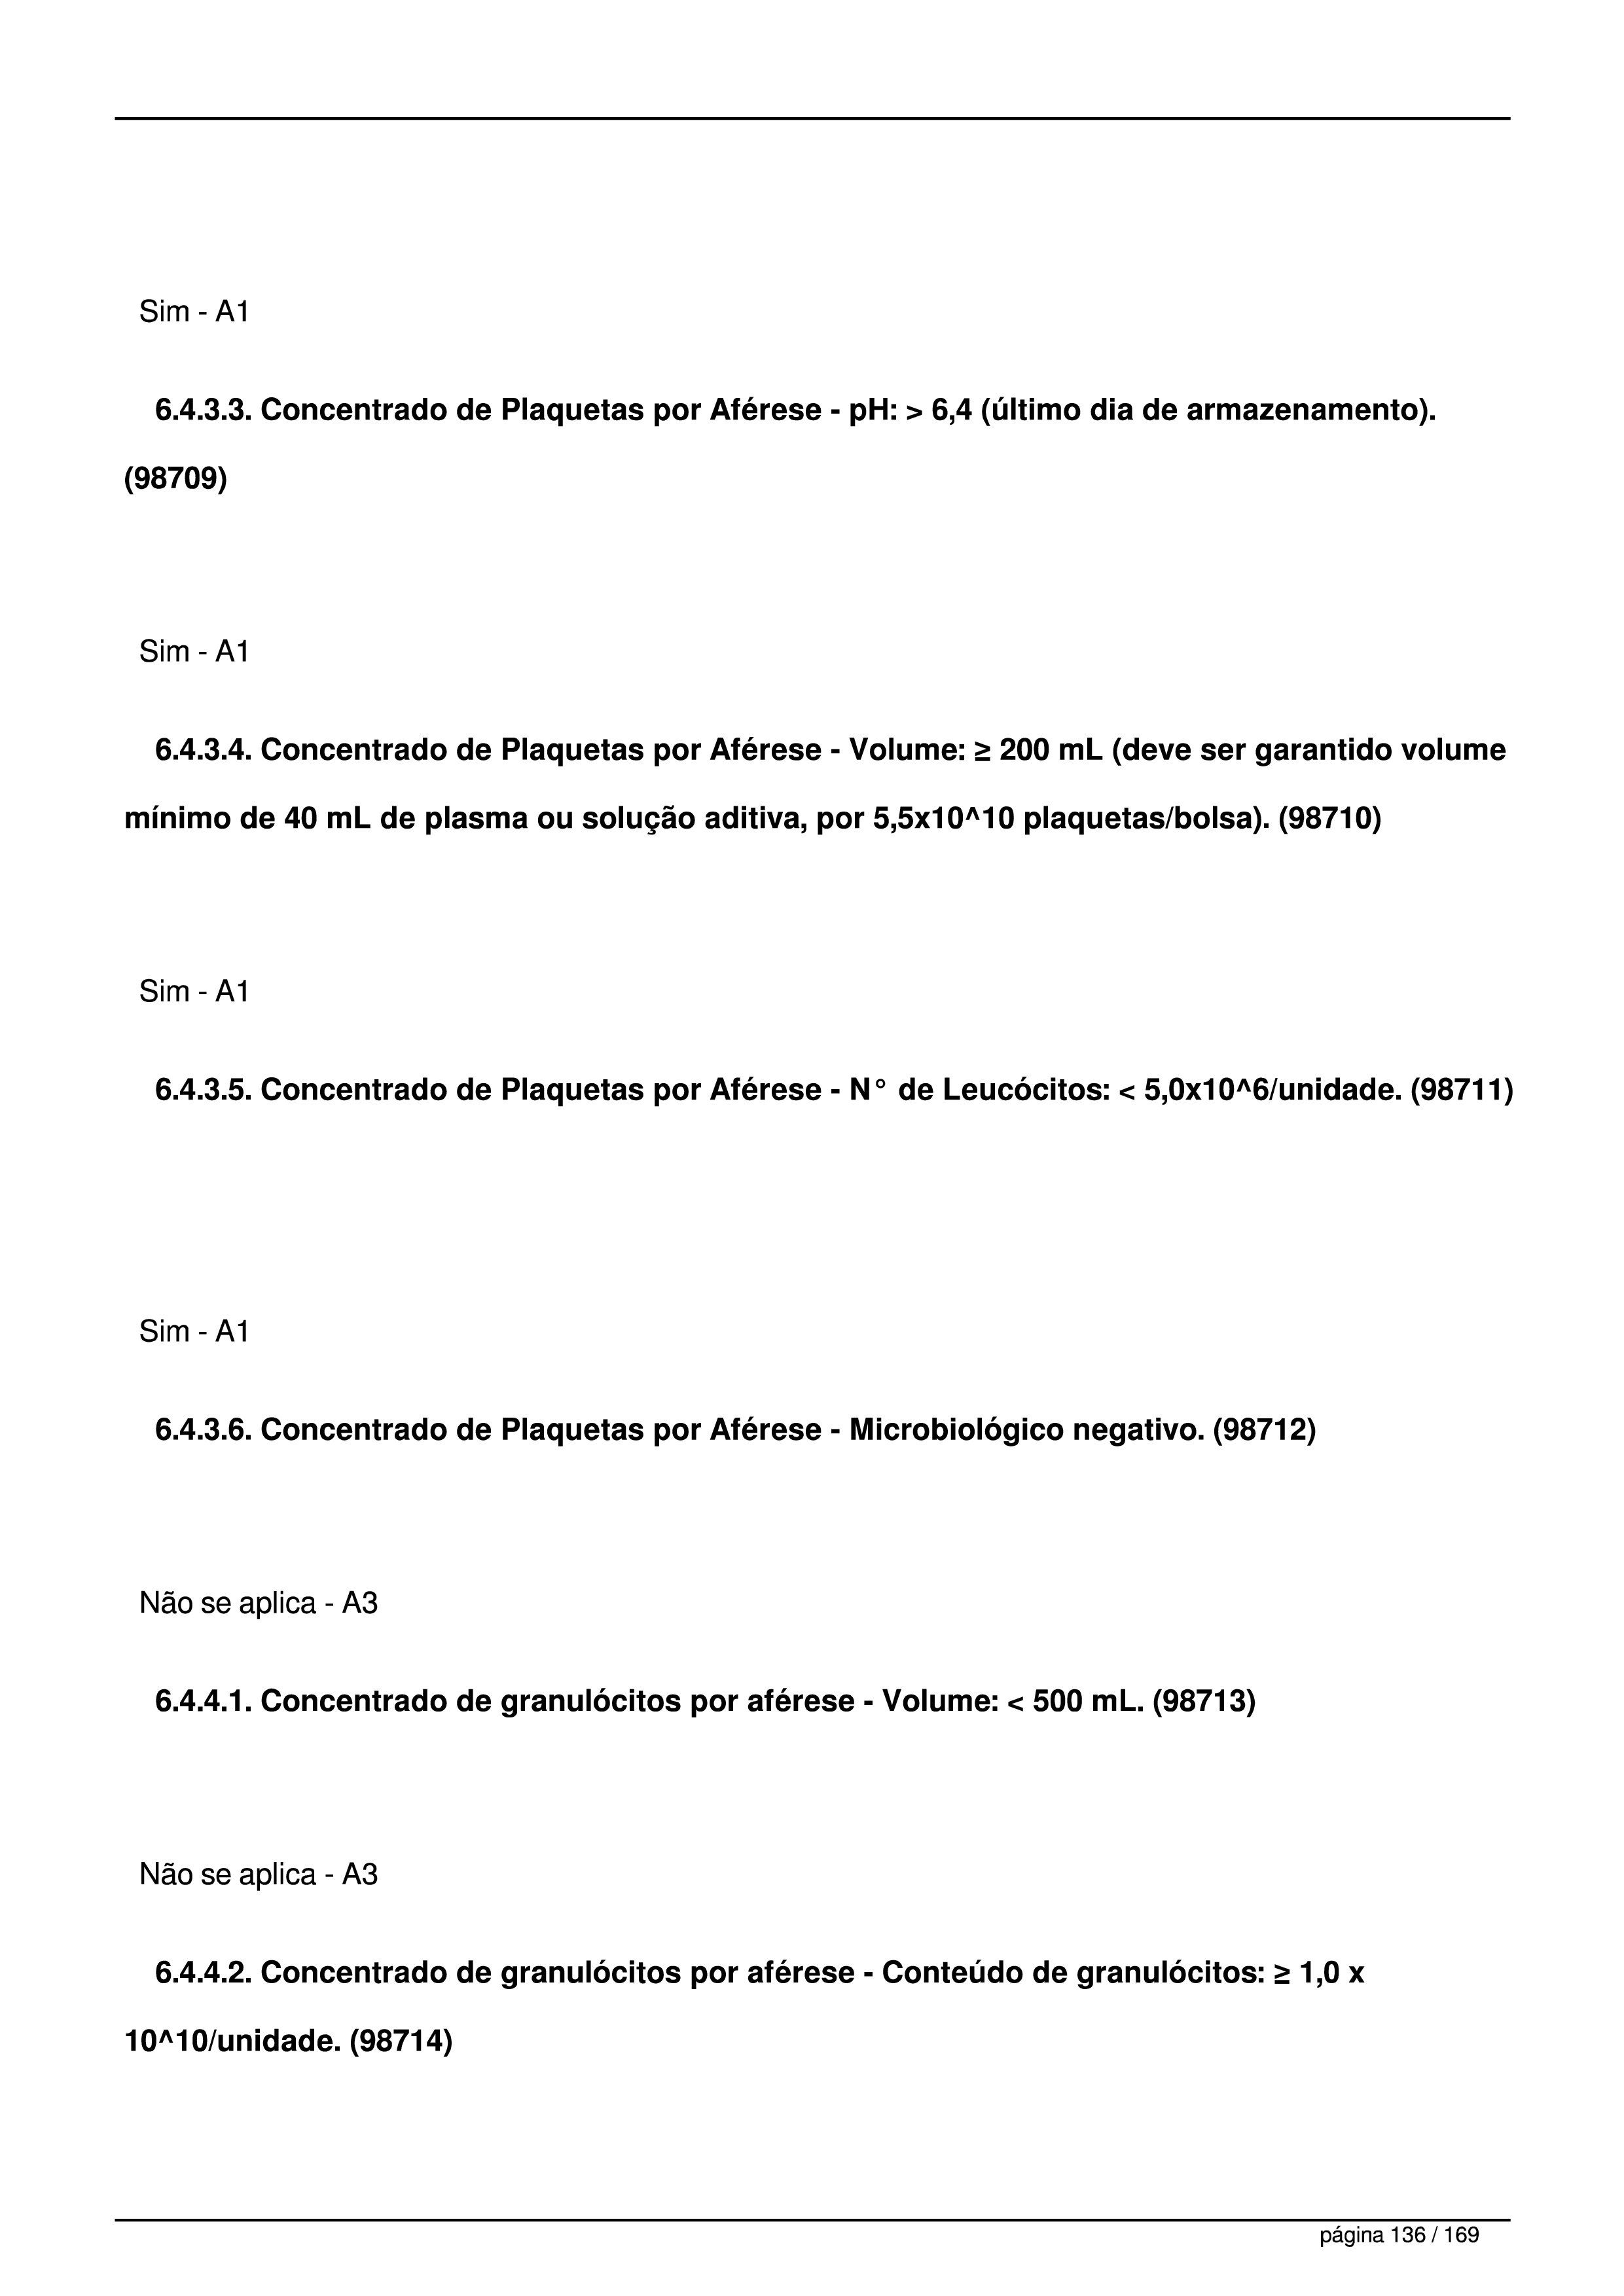 Sim - A1
6.4.3.3. Concentrado de Plaquetas por Aférese - pH: > 6,4 (último dia de armazenamento).
(98709)
Sim - A1
6.4.3.4. Concentrado de Plaquetas por Aférese - Volume: ≥ 200 mL (deve ser garantido volume
mínimo de 40 mL de plasma ou solução aditiva, por 5,5x10^10 plaquetas/bolsa). (98710)
Sim - A1
6.4.3.5. Concentrado de Plaquetas por Aférese - N° de Leucócitos: < 5,0x10^6/unidade. (98711)
Sim - A1
6.4.3.6. Concentrado de Plaquetas por Aférese - Microbiológico negativo. (98712)
Não se aplica - A3
6.4.4.1. Concentrado de granulócitos por aférese - Volume: < 500 mL. (98713)
Não se aplica - A3
6.4.4.2. Concentrado de granulócitos por aférese - Conteúdo de granulócitos: ≥ 1,0 x
10^10/unidade. (98714)
página 136 / 169